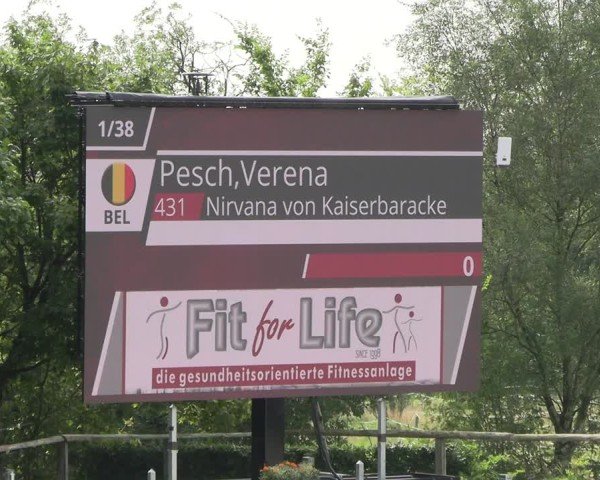 1/38
Pesch,Verena
BEL
431 Nirvana von Kaiserbaracke
0
Fit for Life
SINCE 1998
die gesundheitsorientierte Fitnessanlage